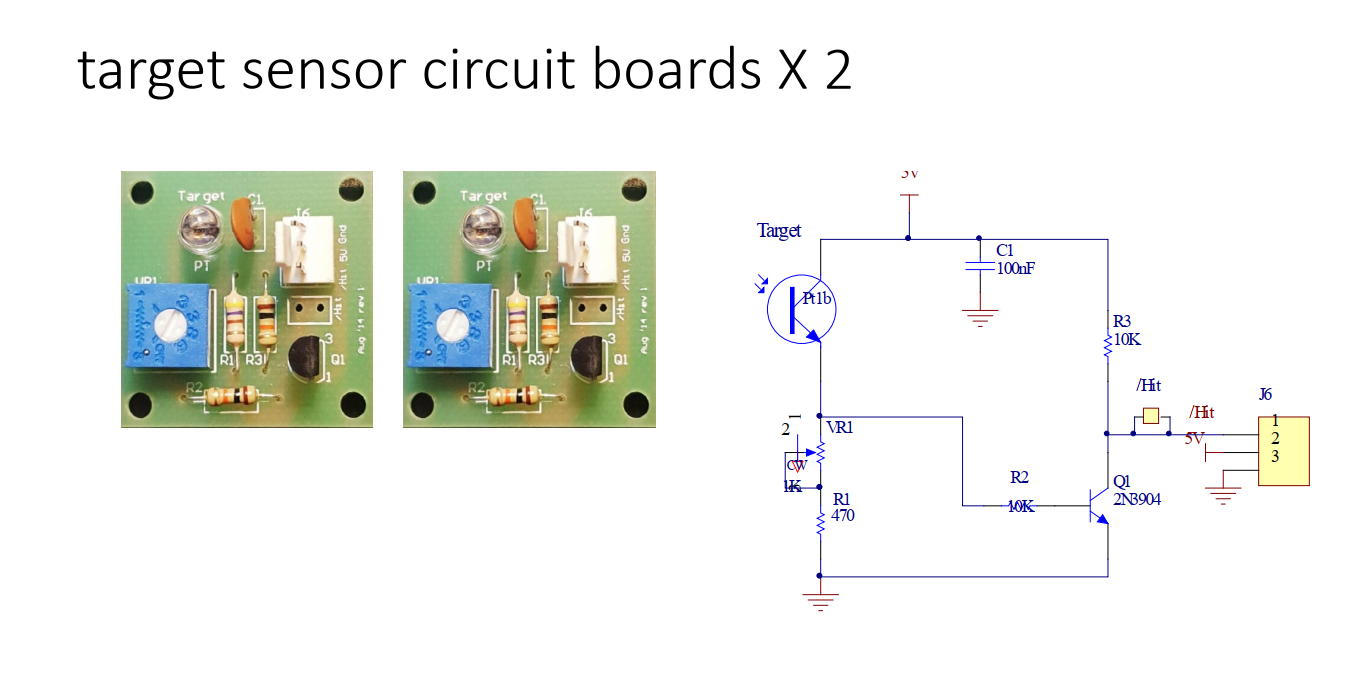 target sensor circuit boards X 2
Target
C1
J6
PT
/Hit 5V Gnd
/Hit
VR1
R1
R3
3
Q1
1
R2
Aug '14 rev 1
Target
C1
J6
PT
/Hit 5V Gnd
/Hit
VR1
R1
R3
3
Q1
1
R2
Aug '14 rev 1
5V
Target
C1
100nF
Pt1b
R3
10K
/Hit
/Hit
J6
1
2
3
5V
1
2
VR1
CW
1K
R1
470
R2
10K
Q1
2N3904